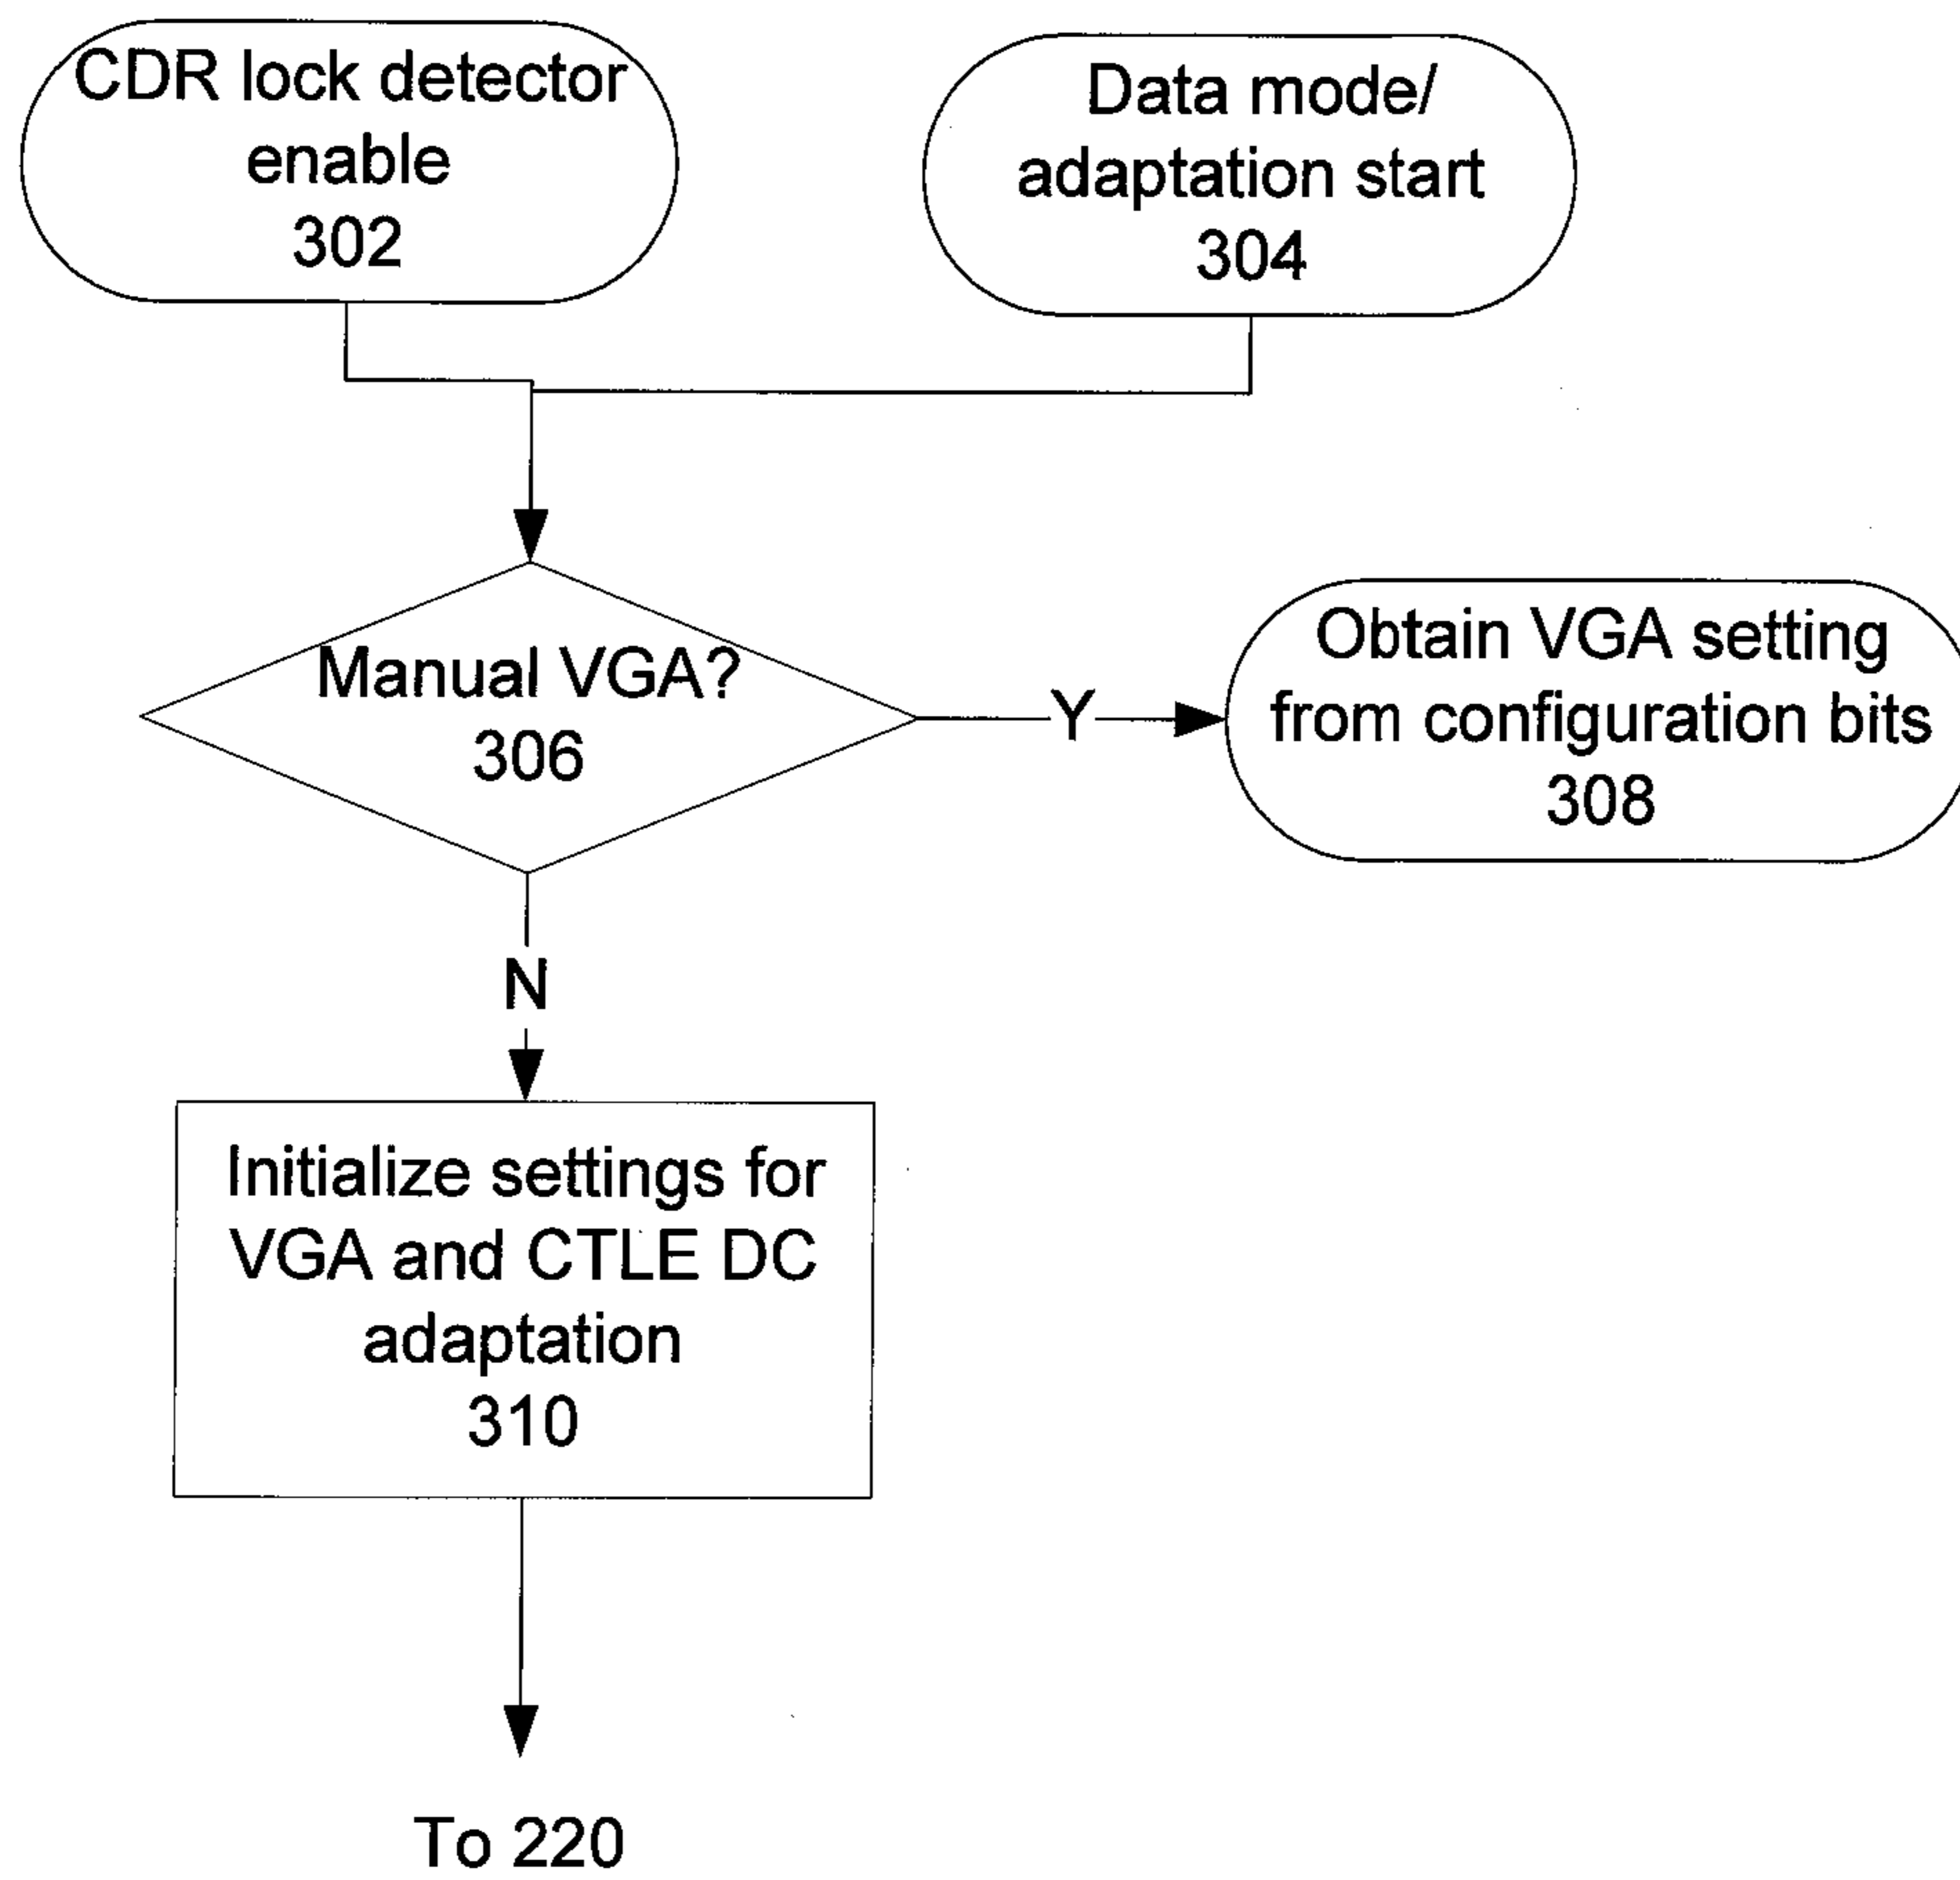 CDR lock detector
enable
302
Data mode/
adaptation start
304
Manual VGA?
306
Y
Obtain VGA setting
from configuration bits
308
N
Initialize settings for
VGA and CTLE DC
adaptation
310
To 220